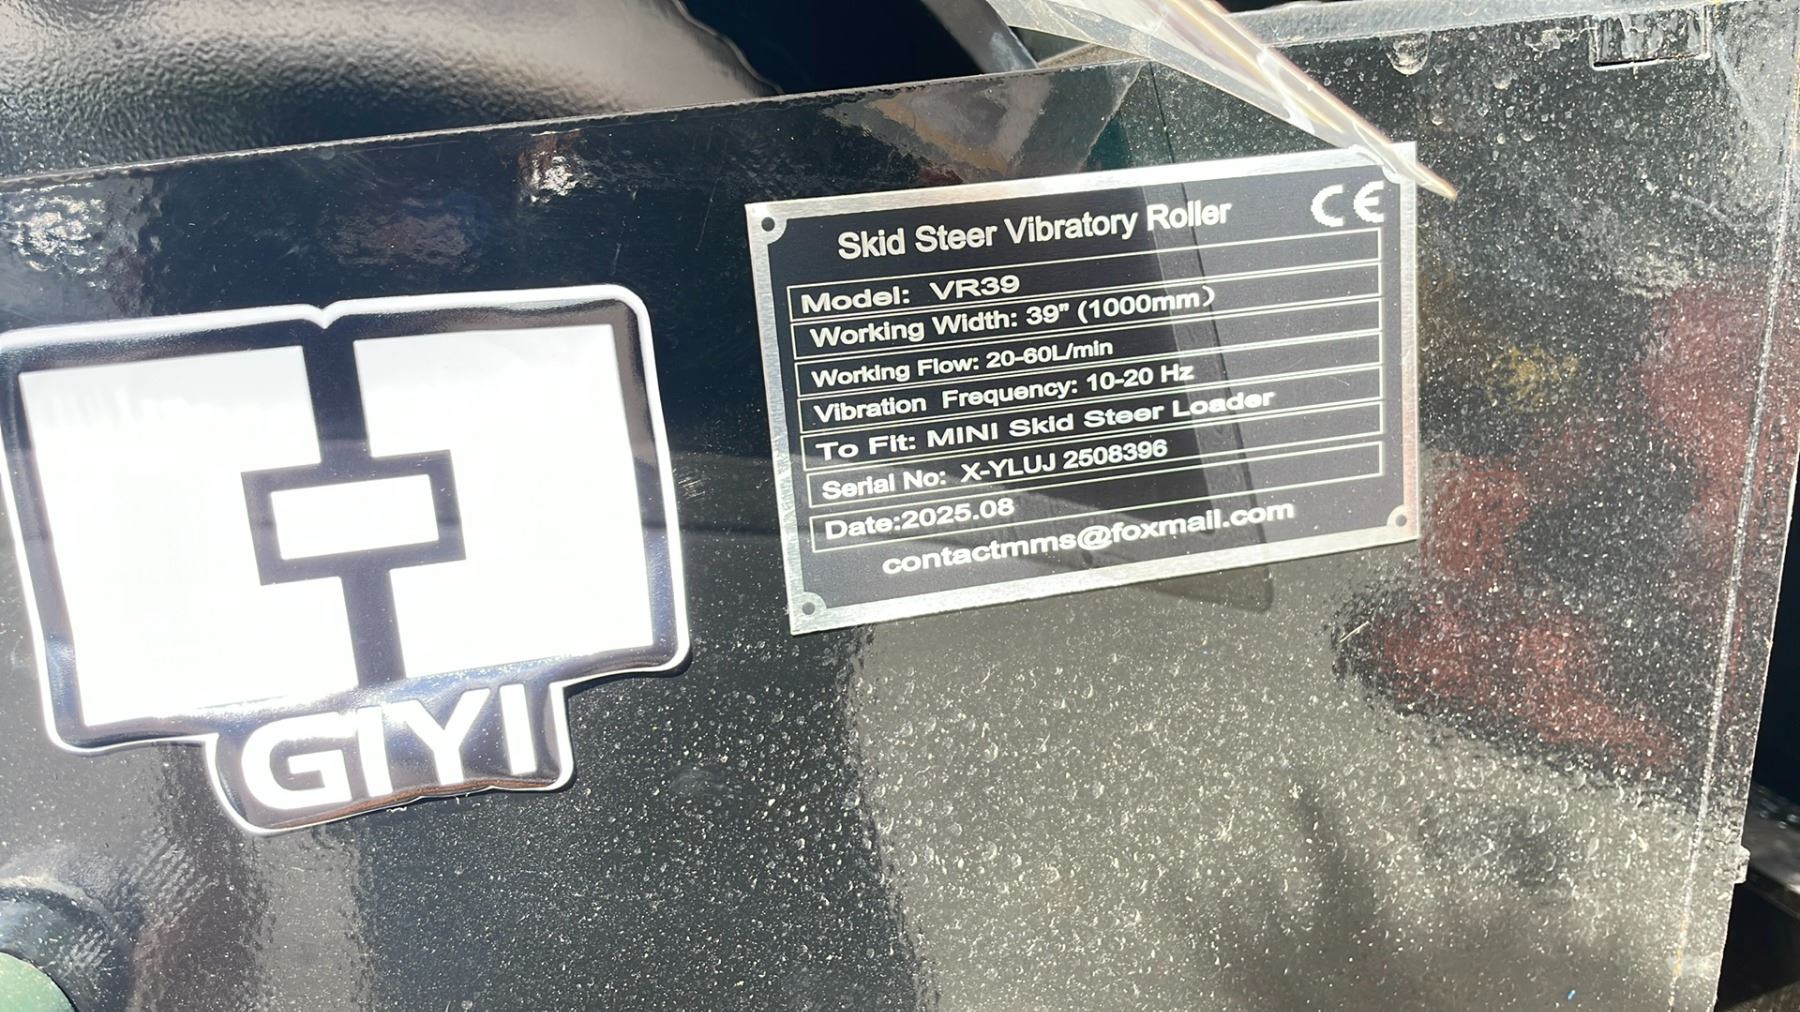 Skid Steer Vibratory Roller
CE
Model: VR39
Working Width: 39" (1000mm)
Working Flow: 20-60L/min
Vibration Frequency: 10-20 Hz
To Fit: MINI Skid Steer Loader
Serial No: X-YLUJ 2508396
Date:2025.08
contactmms@foxmail.com
GIYI